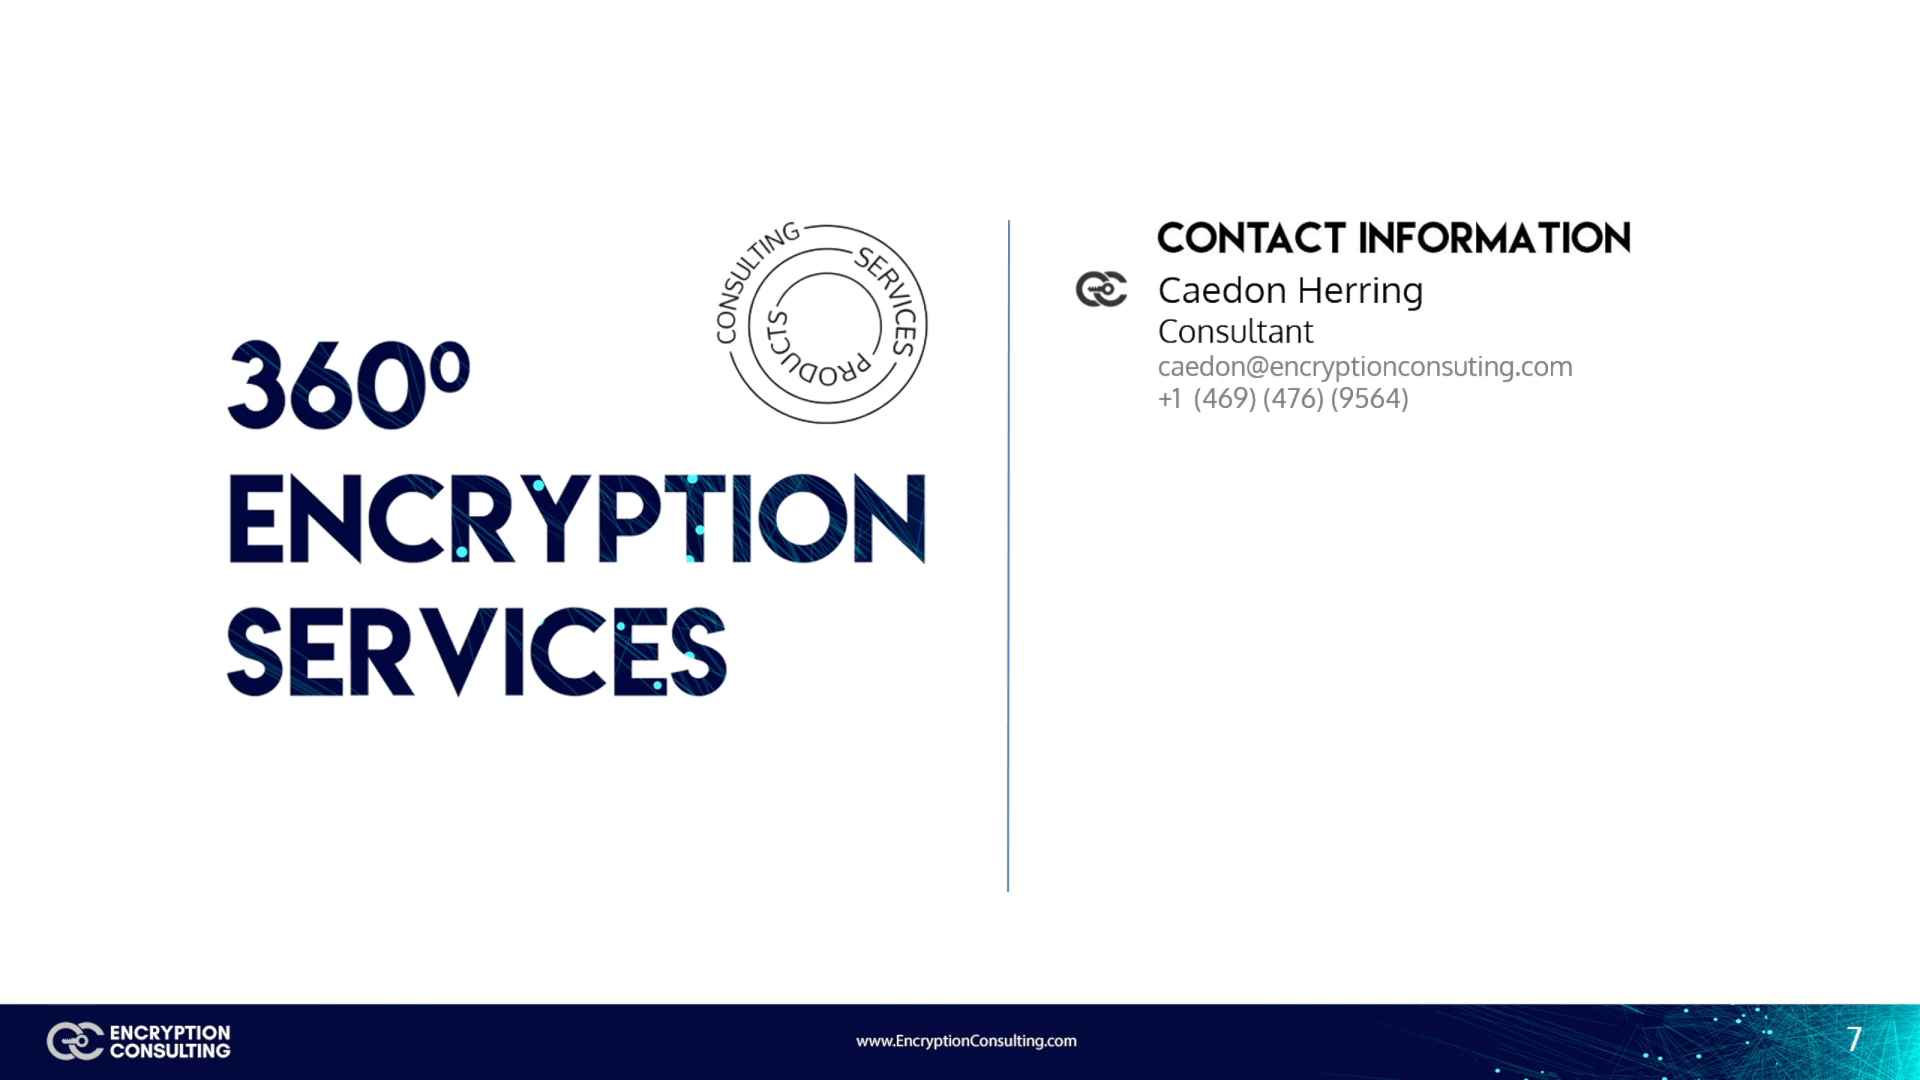 CONSULTING
SERVICES
PRODUCTS
360º
ENCRYPTION
SERVICES
CONTACT INFORMATION
Caedon Herring
Consultant
caedon@encryptionconsuting.com
+1 (469) (476) (9564)
ENCRYPTION
CONSULTING
www.EncryptionConsulting.com
7